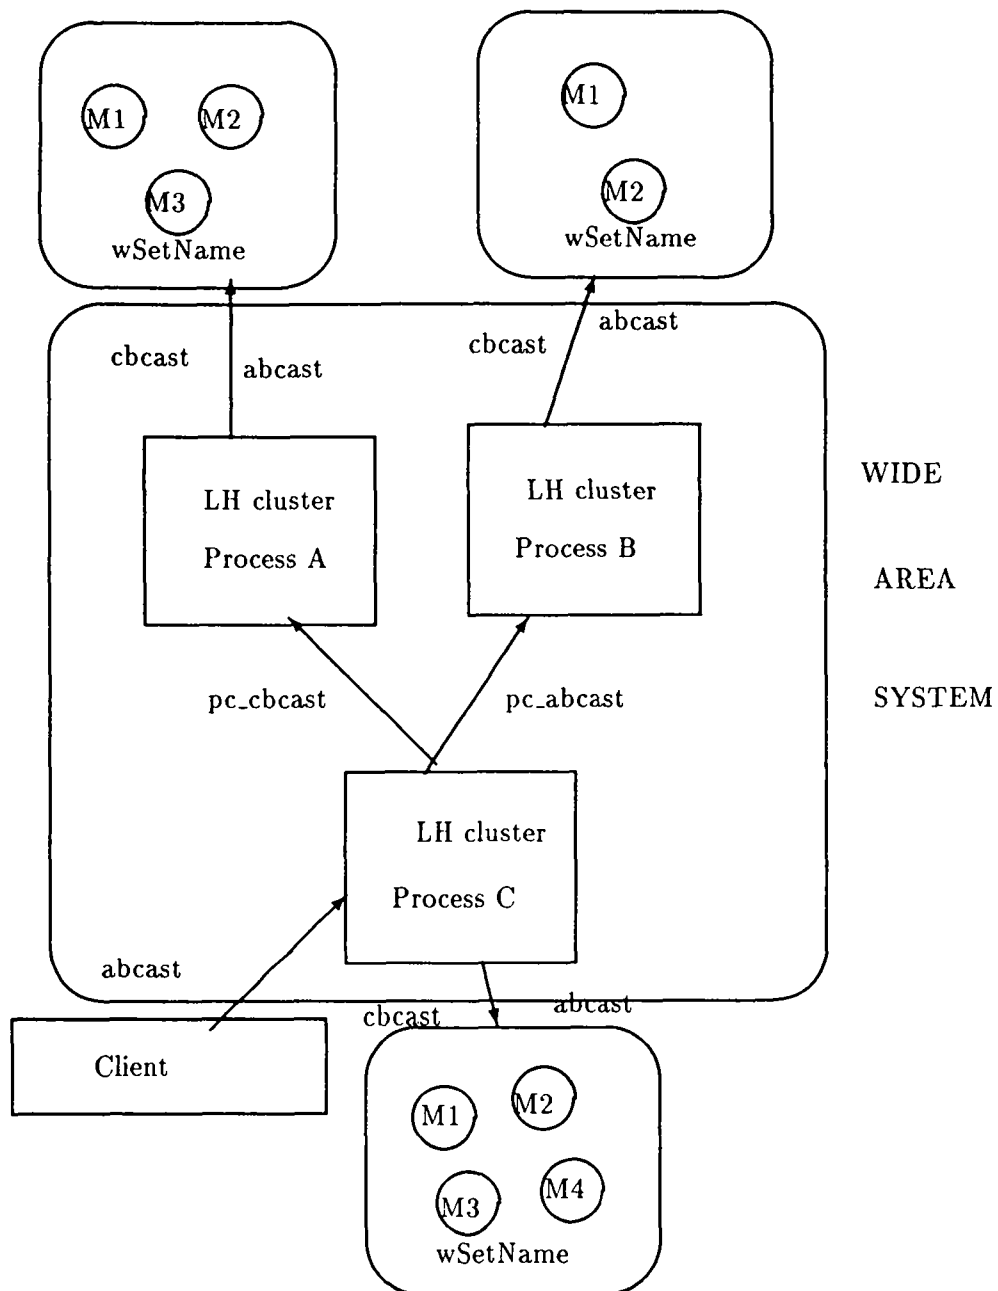 M1
M2
M3
wSetName
M1
M2
wSetName
cbcast
abcast
cbcast
abcast
LH cluster
Process A
LH cluster
Process B
WIDE
AREA
SYSTEM
pc_cbcast
pc_abcast
LH cluster
Process C
abcast
cbcast
abcast
Client
M1
M2
M3
M4
wSetName